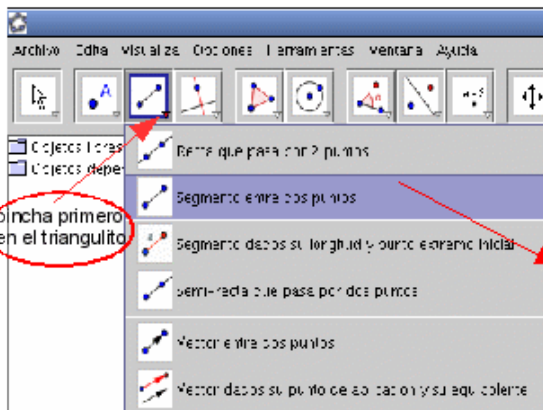 Archivo Edita Visualiza Opciones Herramientas Ventana Ayuda
A
Objetos libres
Objetos depe
Recta que pasa por 2 puntos
Segmento entre dos puntos
pincha primero
en el triangulito
Segmento dados su longitud y punto extremo inicial
Semi-recta que pasa por dos puntos
Vector entre dos puntos
Vector dados su punto de aplicacion y su equipolente